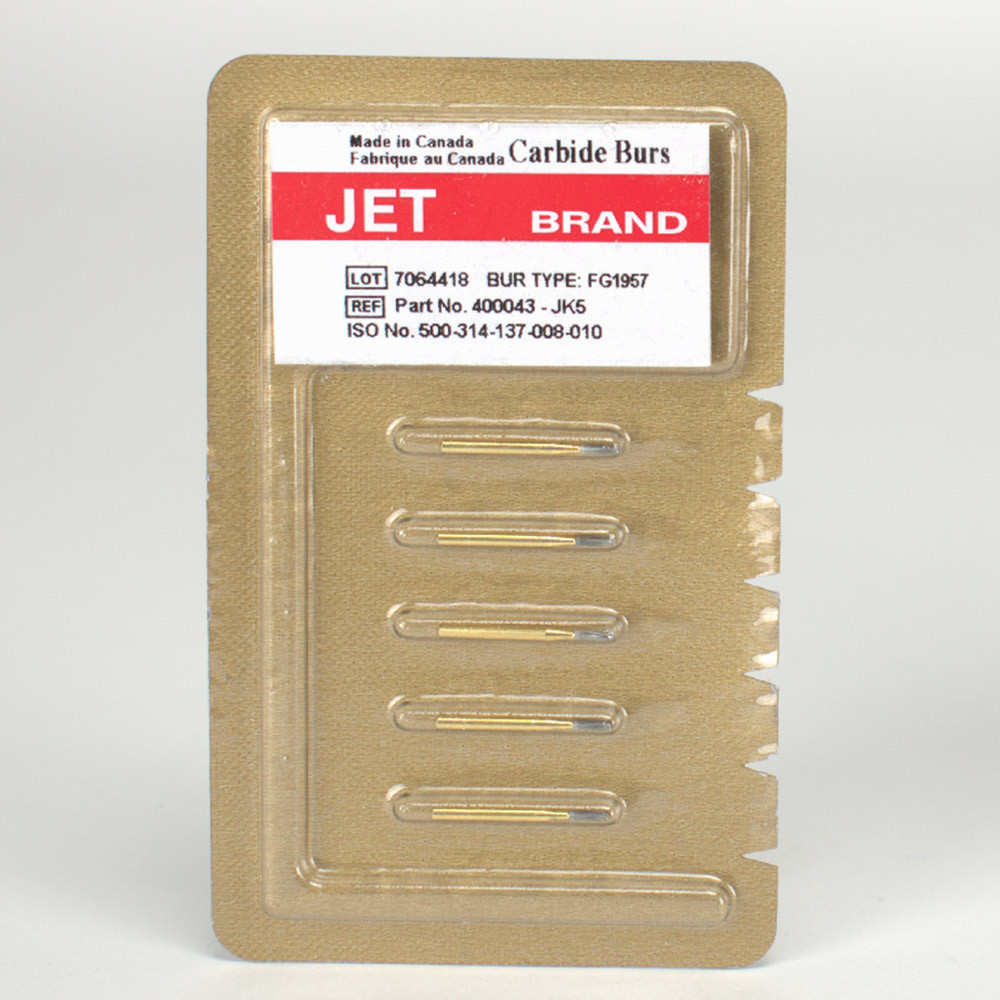 Made in Canada
Fabrique au Canada Carbide Burs
JET BRAND
LOT 7064418 BUR TYPE: FG1957
REF Part No. 400043 - JK5
ISO No. 500-314-137-008-010